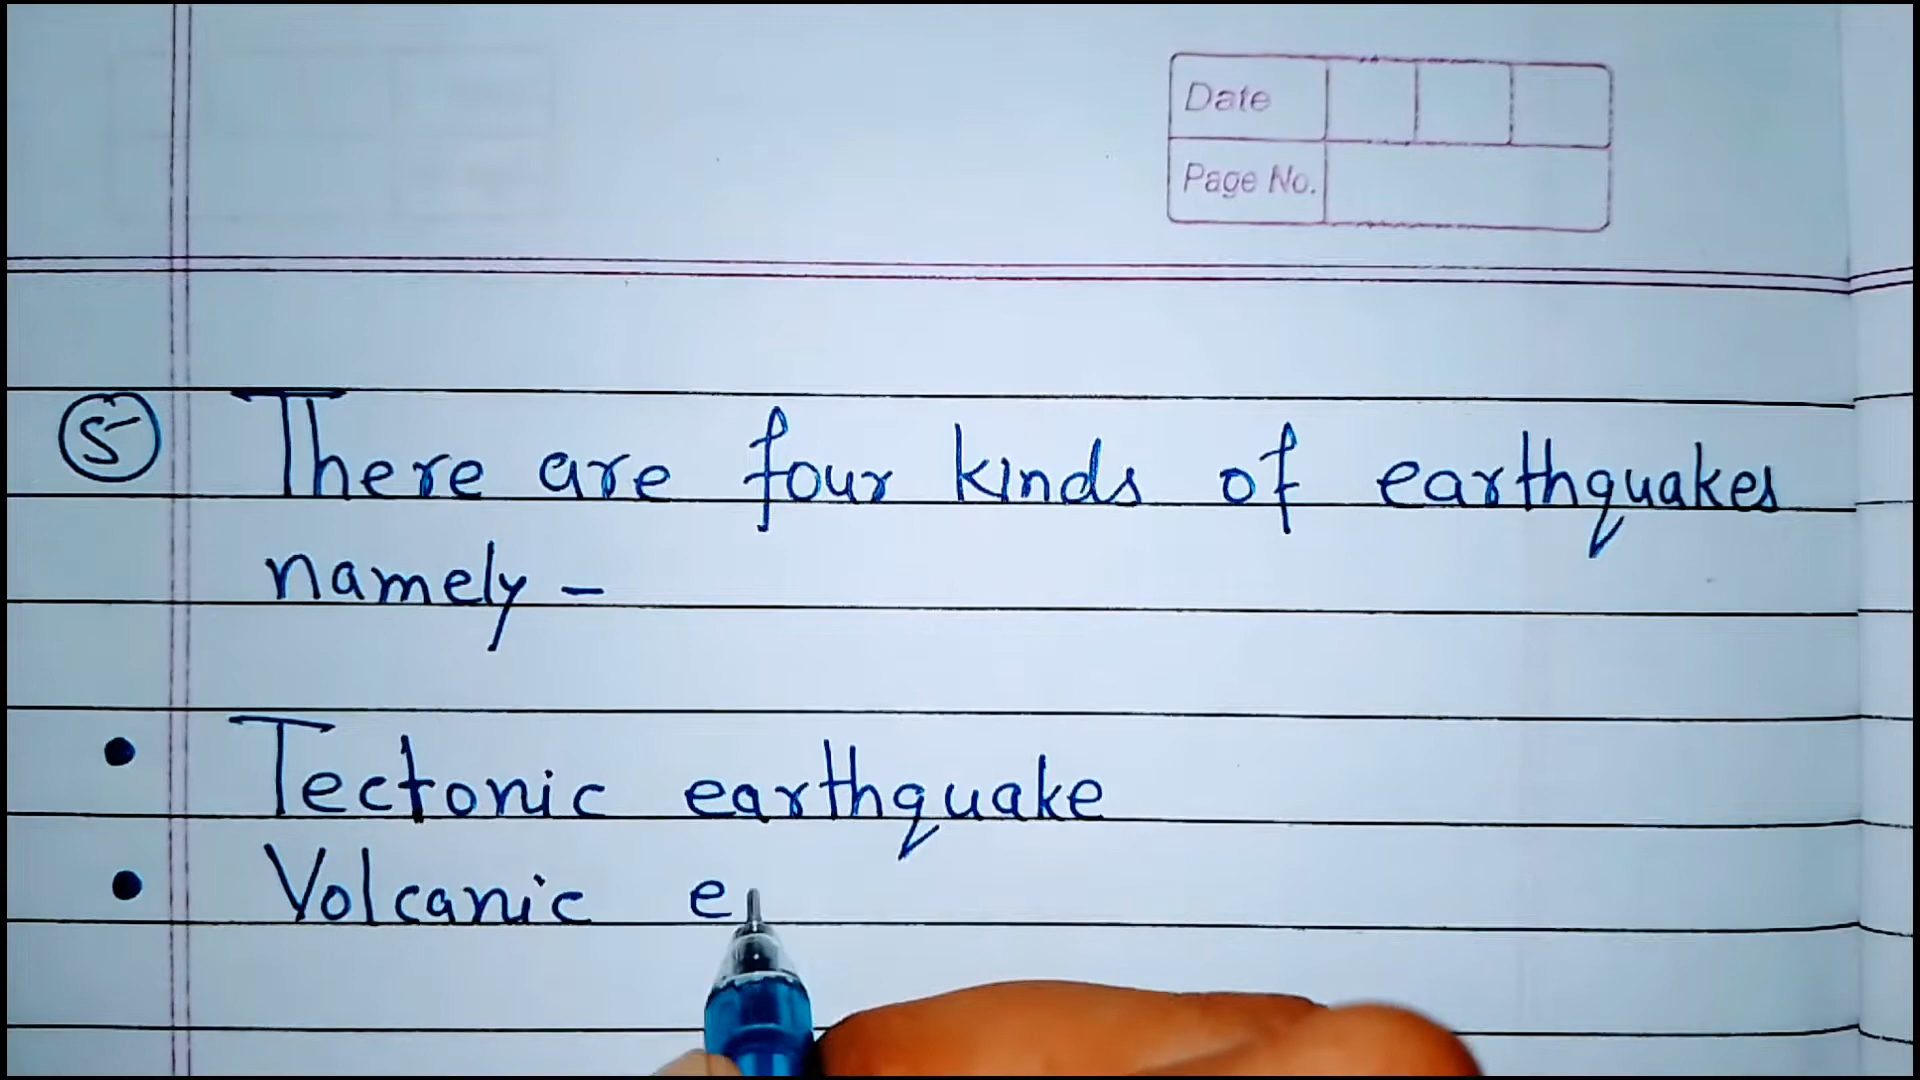 Date
Page No.
5 There are four kinds of earthquakes
namely -
• Tectonic earthquake
• Volcanic e